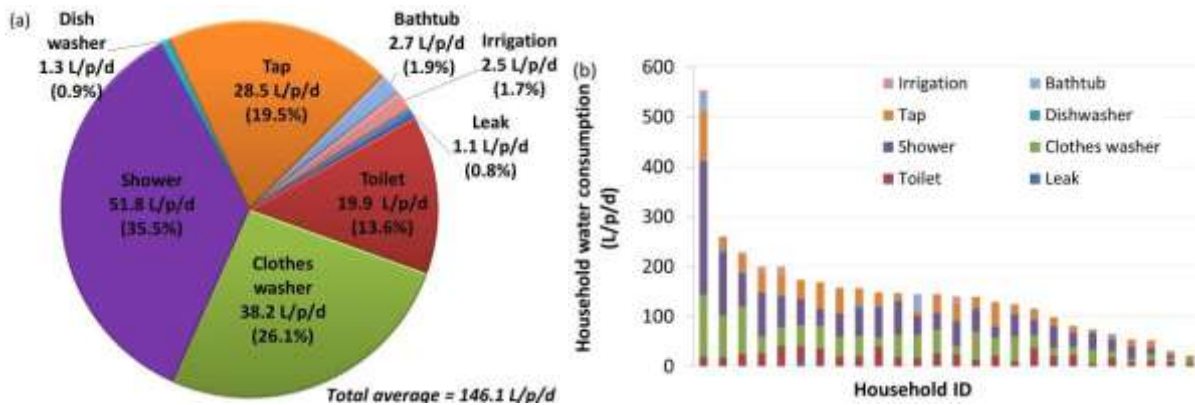 (a)
Dish
washer
1.3 L/p/d
(0.9%)
Tap
28.5 L/p/d
(19.5%)
Bathtub
2.7 L/p/d
(1.9%)
Irrigation
2.5 L/p/d
(1.7%)
Leak
1.1 L/p/d
(0.8%)
Toilet
19.9 L/p/d
(13.6%)
Shower
51.8 L/p/d
(35.5%)
Clothes
washer
38.2 L/p/d
(26.1%)
Total average = 146.1 L/p/d
(b)
Household water consumption
(L/p/d)
600
500
400
300
200
100
0
Irrigation
Bathtub
Tap
Dishwasher
Shower
Clothes washer
Toilet
Leak
Household ID